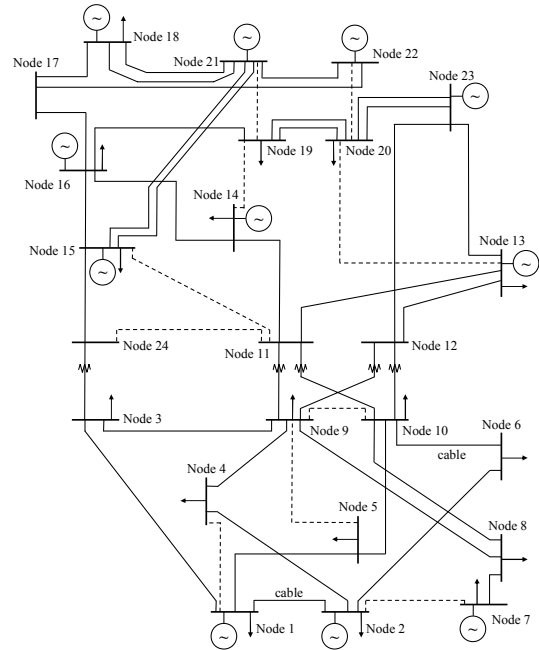 Node 18
Node 17
Node 21
Node 22
Node 23
Node 19
Node 20
Node 16
Node 14
Node 15
Node 13
Node 24
Node 11
Node 12
Node 3
Node 9
Node 10
Node 6
cable
Node 4
Node 5
Node 8
cable
Node 1
Node 2
Node 7